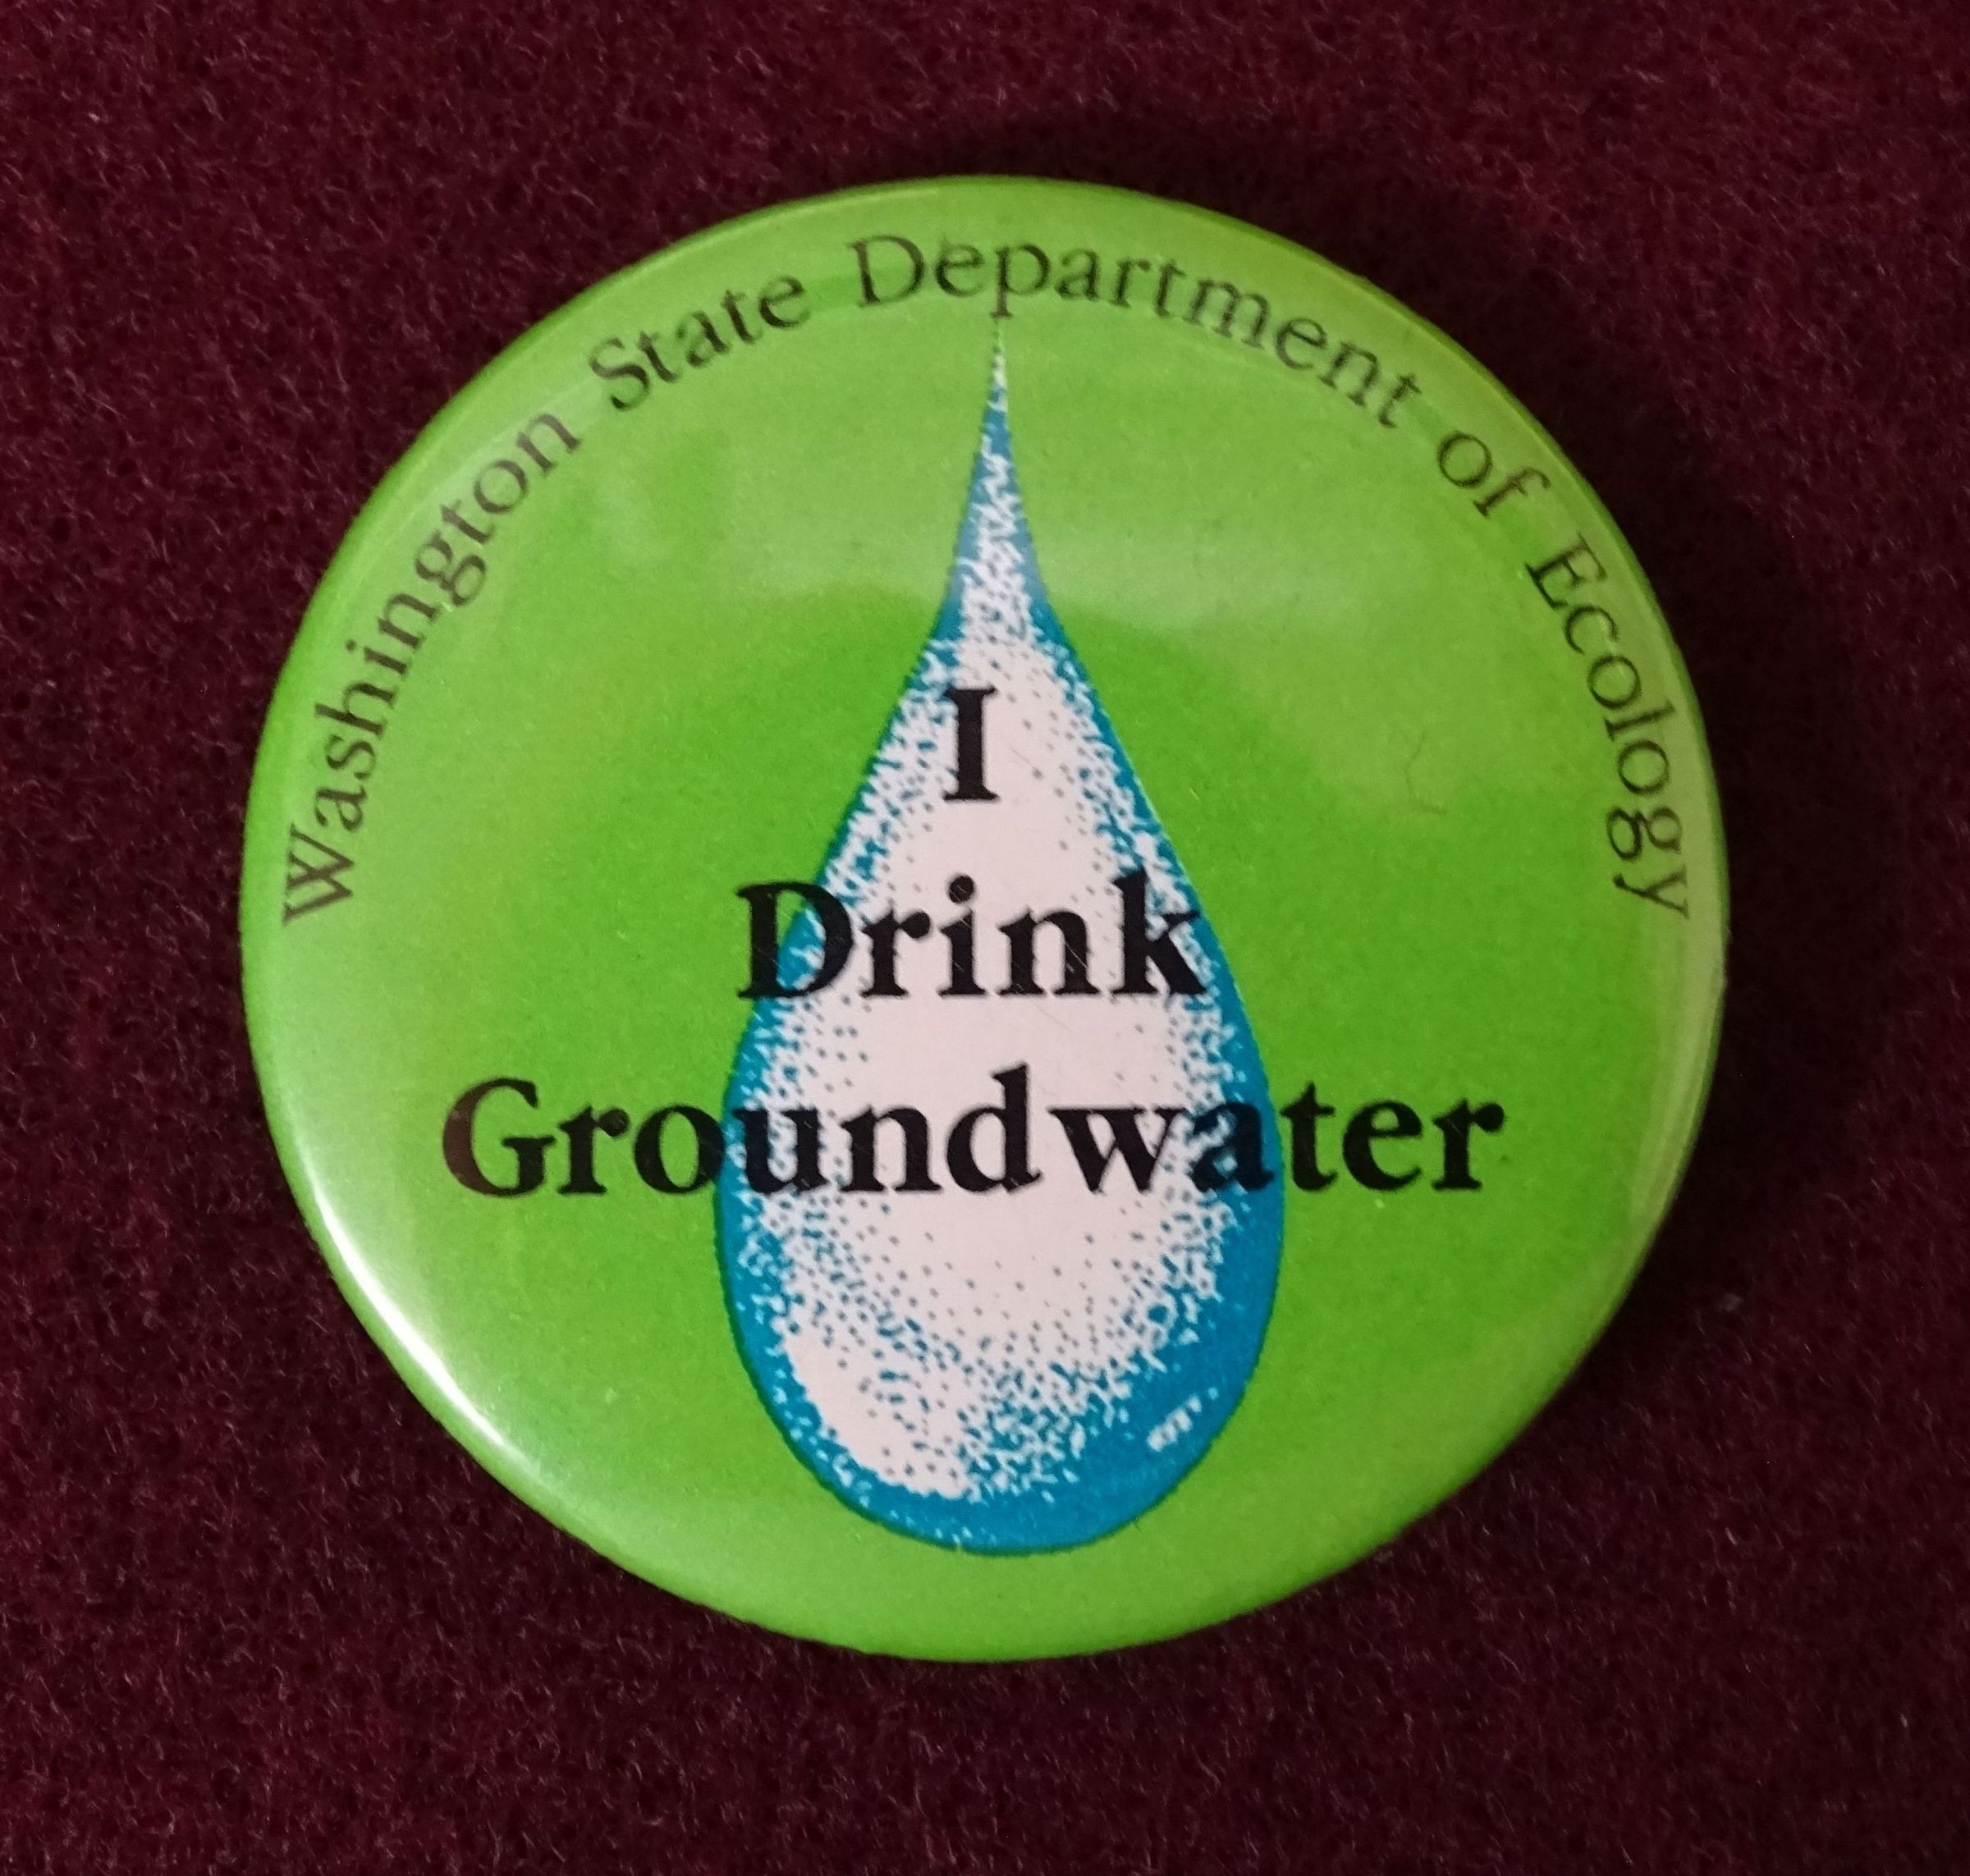 Washington State Department of Ecology
I
Drink
Groundwater